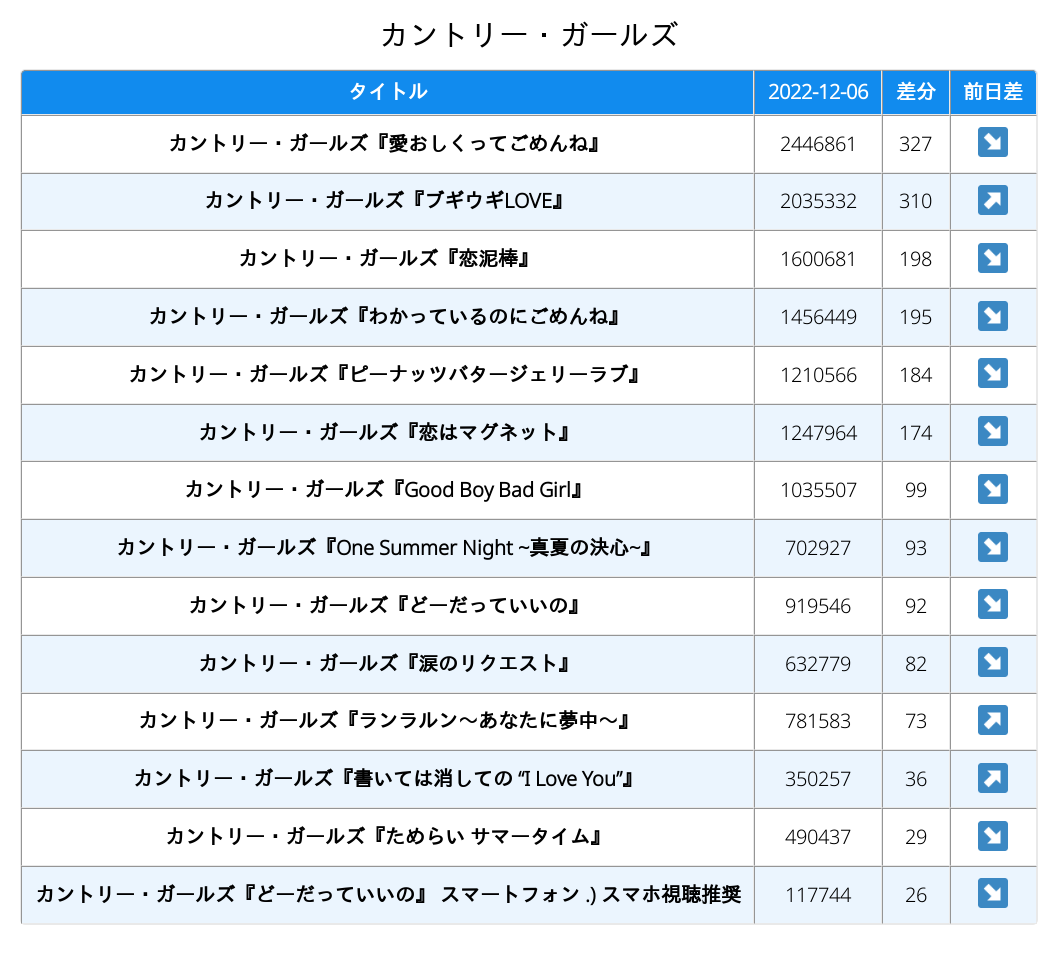 カントリー・ガールズ
タイトル 2022-12-06 差分 前日差
カントリー・ガールズ『愛おしくってごめんね』 2446861 327 ↘
カントリー・ガールズ『ブギウギLOVE』 2035332 310 ↗
カントリー・ガールズ『恋泥棒』 1600681 198 ↘
カントリー・ガールズ『わかっているのにごめんね』 1456449 195 ↘
カントリー・ガールズ『ピーナッツバタージェリーラブ』 1210566 184 ↘
カントリー・ガールズ『恋はマグネット』 1247964 174 ↘
カントリー・ガールズ『Good Boy Bad Girl』 1035507 99 ↘
カントリー・ガールズ『One Summer Night ~真夏の決心~』 702927 93 ↘
カントリー・ガールズ『どーだっていいの』 919546 92 ↘
カントリー・ガールズ『涙のリクエスト』 632779 82 ↘
カントリー・ガールズ『ランラルン〜あなたに夢中〜』 781583 73 ↗
カントリー・ガールズ『書いては消しての “I Love You”』 350257 36 ↗
カントリー・ガールズ『ためらい サマータイム』 490437 29 ↘
カントリー・ガールズ『どーだっていいの』 スマートフォン .) スマホ視聴推奨 117744 26 ↘